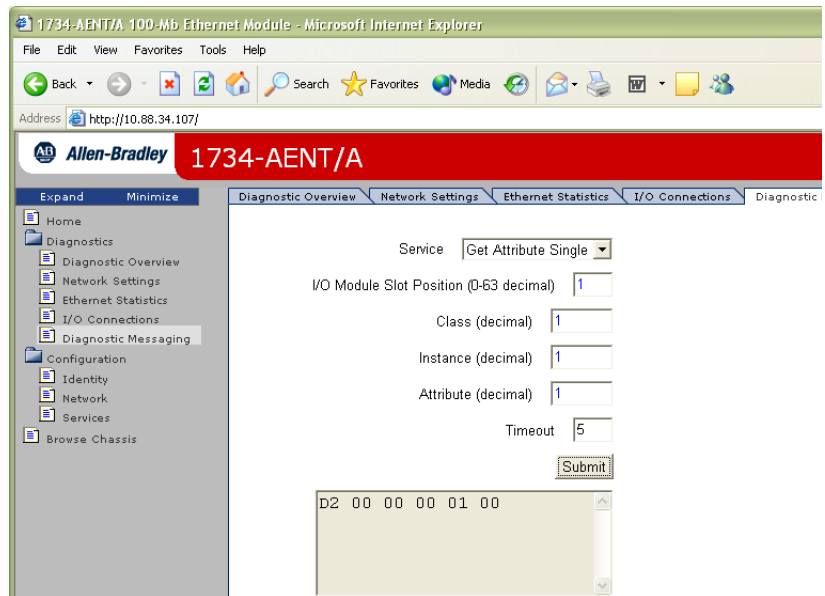 1734-AENT/A 100-Mb Ethernet Module - Microsoft Internet Explorer
File Edit View Favorites Tools Help
Back Search Favorites Media
Address http://10.88.34.107/
AB Allen-Bradley 1734-AENT/A
Expand Minimize
Diagnostic Overview Network Settings Ethernet Statistics I/O Connections Diagnostic
Home
Diagnostics
Diagnostic Overview
Network Settings
Ethernet Statistics
I/O Connections
Diagnostic Messaging
Configuration
Identity
Network
Services
Browse Chassis
Service Get Attribute Single
I/O Module Slot Position (0-63 decimal) 1
Class (decimal) 1
Instance (decimal) 1
Attribute (decimal) 1
Timeout 5
Submit
D2 00 00 00 01 00